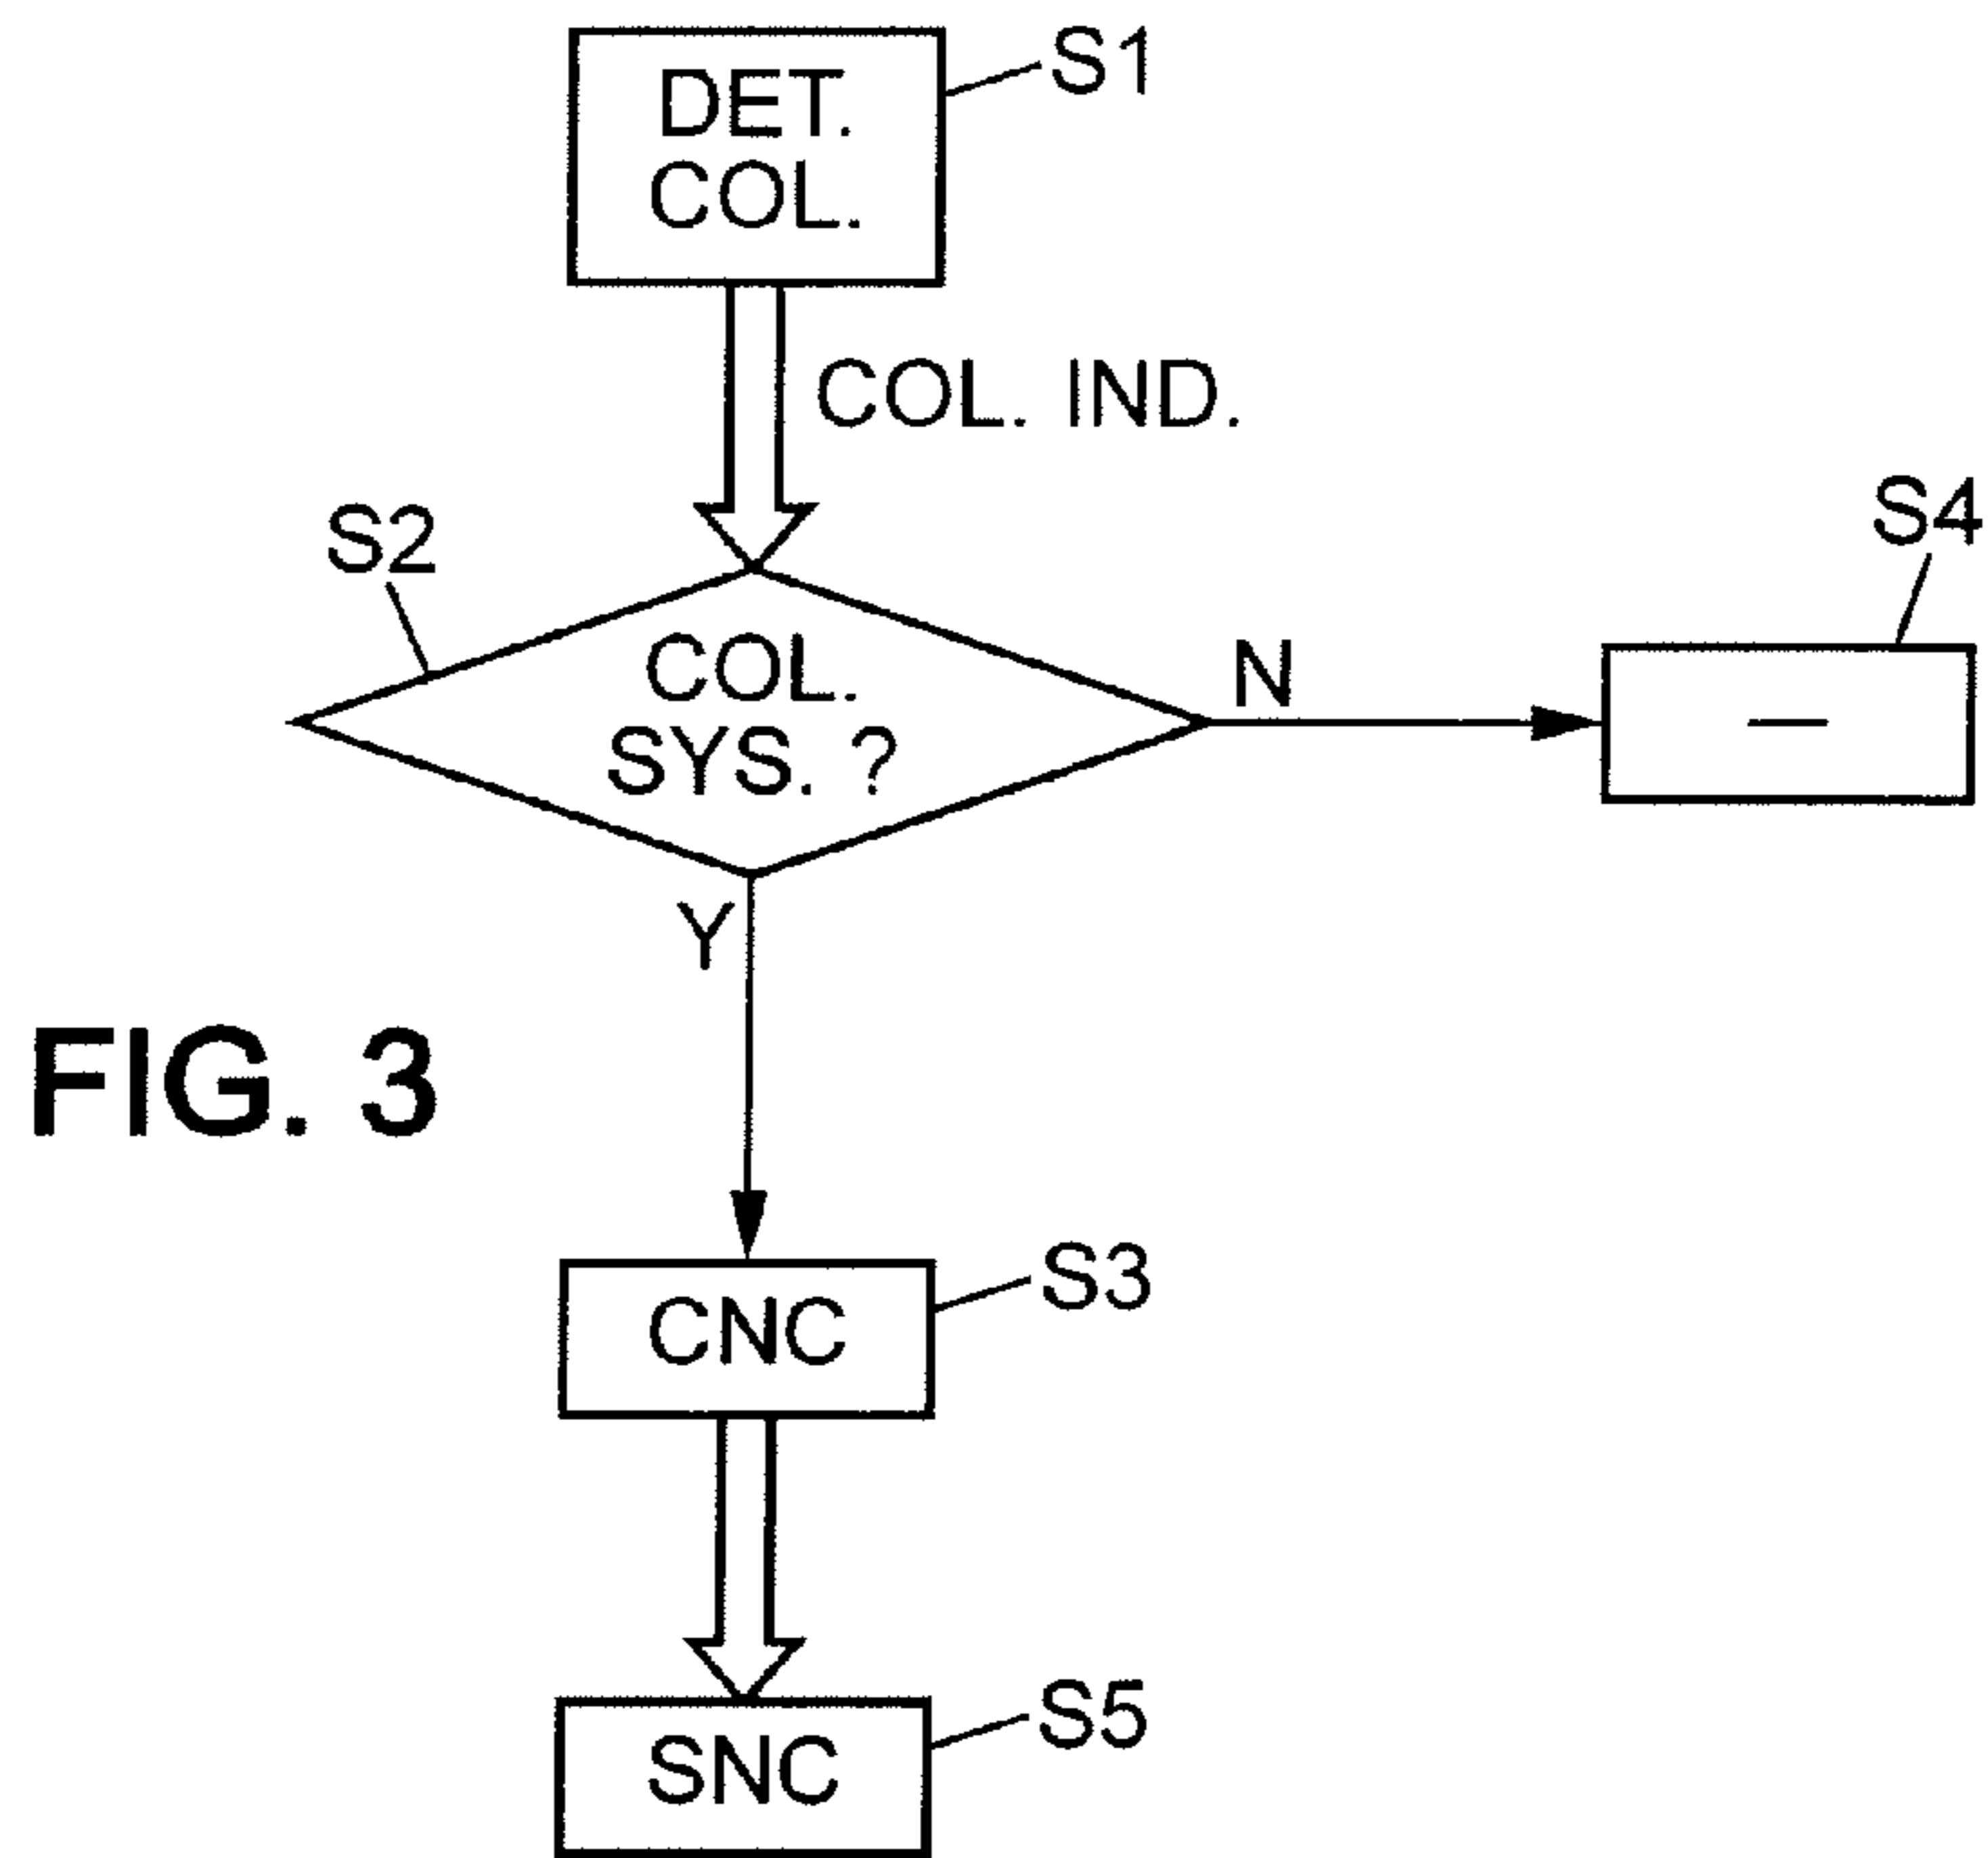 DET.
COL.
S1
COL. IND.
S2
S4
COL.
SYS. ?
N
—
Y
FIG. 3
CNC
S3
SNC
S5